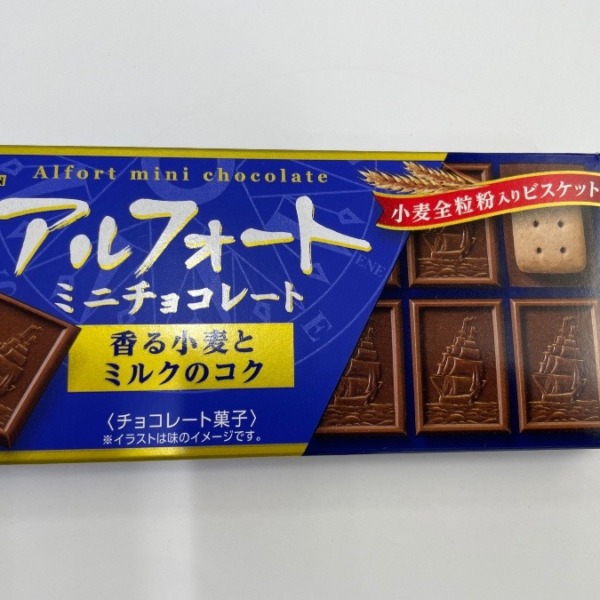 Alfort mini chocolate
アルフォート
ミニチョコレート
香る小麦と
ミルクのコク
〈チョコレート菓子〉
※イラストは味のイメージです。
小麦全粒粉入りビスケット
ENE